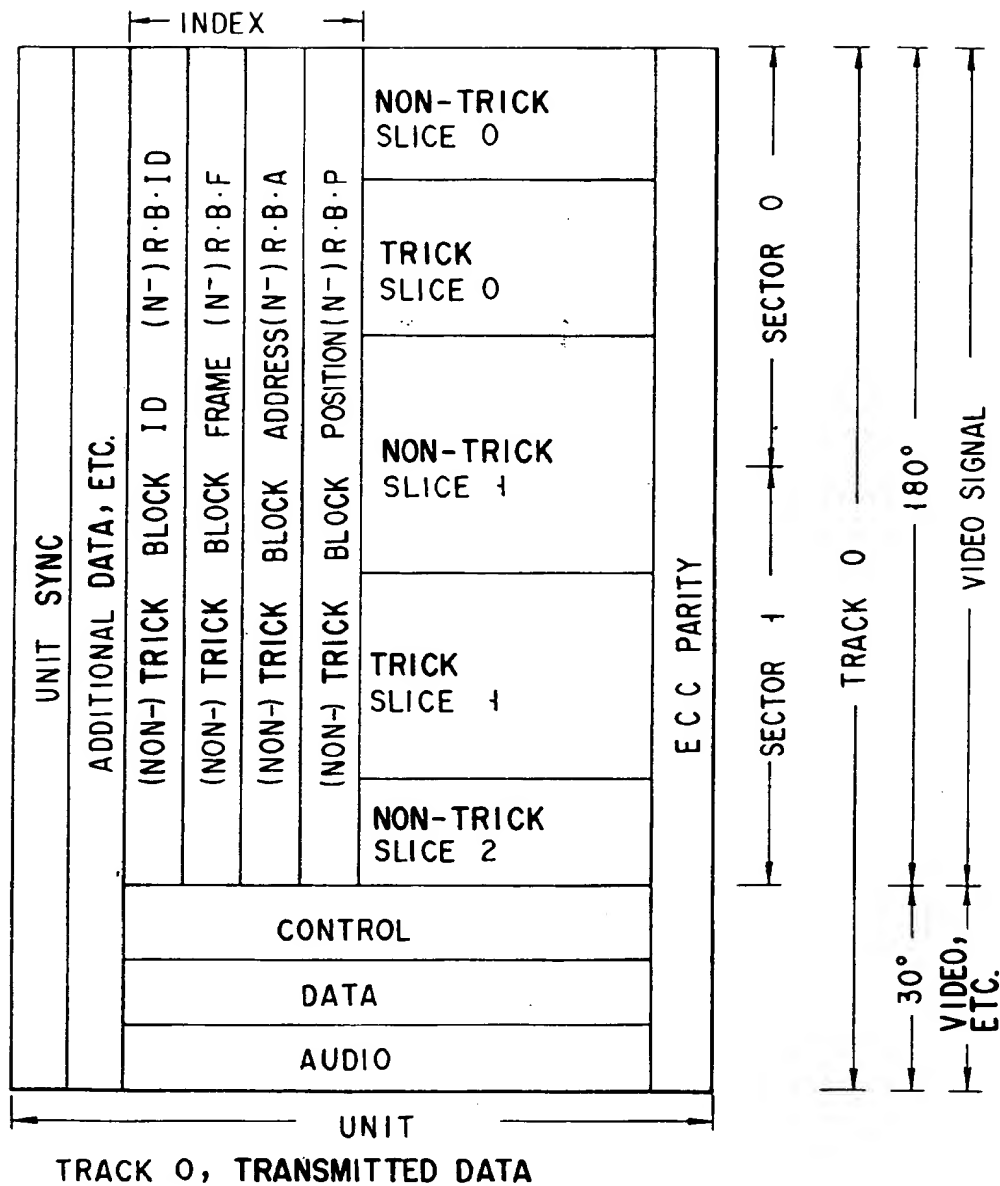 INDEX
UNIT SYNC
ADDITIONAL DATA, ETC.
(NON-) TRICK BLOCK ID (N-)R·B·ID
(NON-) TRICK BLOCK FRAME (N-)R·B·F
(NON-) TRICK BLOCK ADDRESS(N-)R·B·A
(NON-) TRICK BLOCK POSITION(N-)R·B·P
NON-TRICK
SLICE 0
TRICK
SLICE 0
NON-TRICK
SLICE 1
TRICK
SLICE 1
NON-TRICK
SLICE 2
CONTROL
DATA
AUDIO
ECC PARITY
SECTOR 0
SECTOR 1
TRACK 0
180°
30°
VIDEO SIGNAL
VIDEO,
ETC.
UNIT
TRACK 0, TRANSMITTED DATA